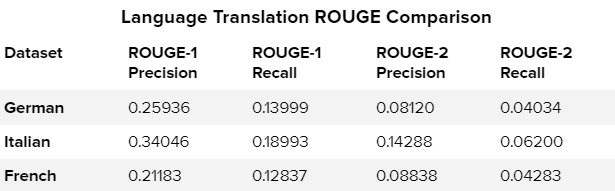 Language Translation ROUGE Comparison
Dataset ROUGE-1 Precision ROUGE-1 Recall ROUGE-2 Precision ROUGE-2 Recall
German 0.25936 0.13999 0.08120 0.04034
Italian 0.34046 0.18993 0.14288 0.06200
French 0.21183 0.12837 0.08838 0.04283